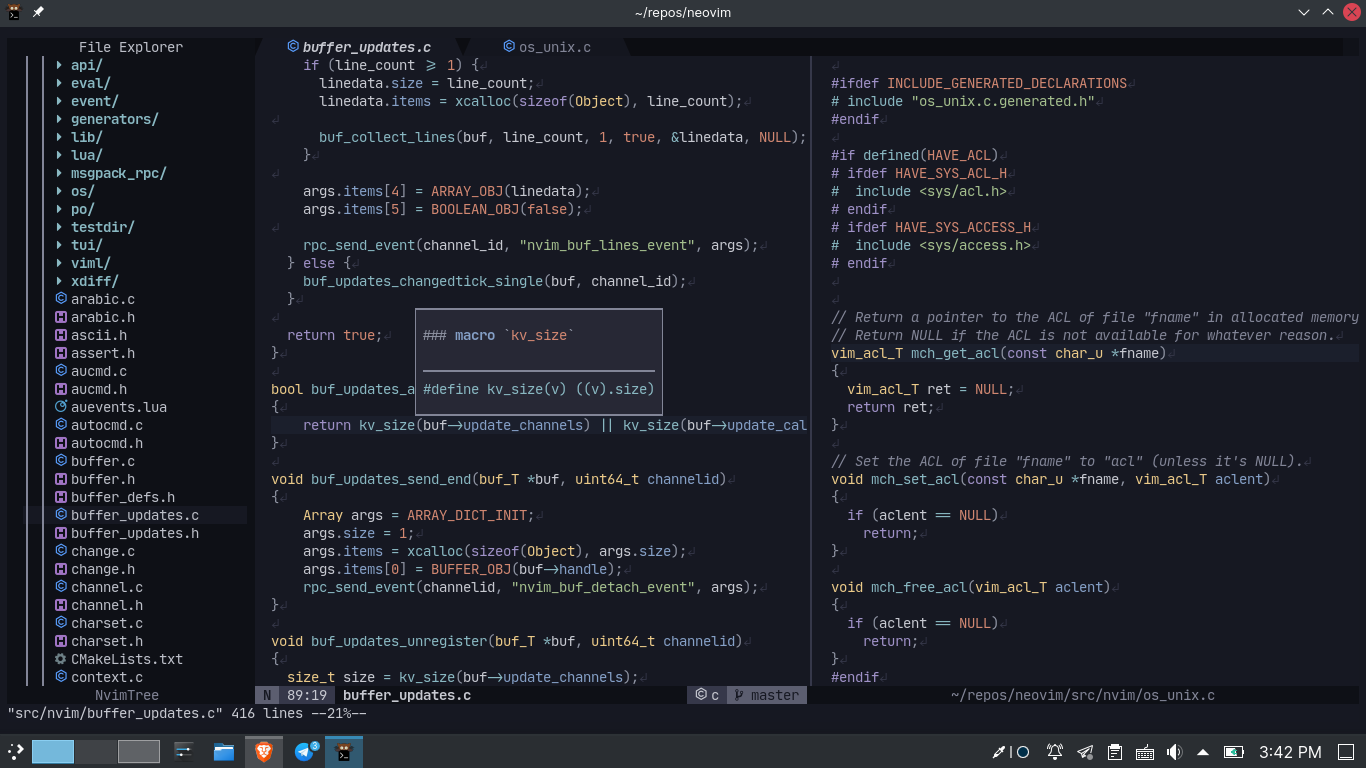 ~/repos/neovim
File Explorer
api/
eval/
event/
generators/
lib/
lua/
msgpack_rpc/
os/
po/
testdir/
tui/
viml/
xdiff/
arabic.c
arabic.h
ascii.h
assert.h
aucmd.c
aucmd.h
auevents.lua
autocmd.c
autocmd.h
buffer.c
buffer.h
buffer_defs.h
buffer_updates.c
buffer_updates.h
change.c
change.h
channel.c
channel.h
charset.c
charset.h
CMakeLists.txt
context.c
NvimTree
buffer_updates.c
os_unix.c
if (line_count ⩾ 1) {
linedata.size = line_count;
linedata.items = xcalloc(sizeof(Object), line_count);
buf_collect_lines(buf, line_count, 1, true, &linedata, NULL);
}
args.items[4] = ARRAY_OBJ(linedata);
args.items[5] = BOOLEAN_OBJ(false);
rpc_send_event(channel_id, "nvim_buf_lines_event", args);
} else {
buf_updates_changedtick_single(buf, channel_id);
}
return true;
}
### macro `kv_size`
#define kv_size(v) ((v).size)
bool buf_updates_a
{
return kv_size(buf→update_channels) || kv_size(buf→update_cal
}
void buf_updates_send_end(buf_T *buf, uint64_t channelid)
{
Array args = ARRAY_DICT_INIT;
args.size = 1;
args.items = xcalloc(sizeof(Object), args.size);
args.items[0] = BUFFER_OBJ(buf→handle);
rpc_send_event(channelid, "nvim_buf_detach_event", args);
}
void buf_updates_unregister(buf_T *buf, uint64_t channelid)
{
size_t size = kv_size(buf→update_channels);
N 89:19 buffer_updates.c c master
#ifdef INCLUDE_GENERATED_DECLARATIONS
# include "os_unix.c.generated.h"
#endif
#if defined(HAVE_ACL)
# ifdef HAVE_SYS_ACL_H
#  include <sys/acl.h>
# endif
# ifdef HAVE_SYS_ACCESS_H
#  include <sys/access.h>
# endif
// Return a pointer to the ACL of file "fname" in allocated memory
// Return NULL if the ACL is not available for whatever reason.
vim_acl_T mch_get_acl(const char_u *fname)
{
vim_acl_T ret = NULL;
return ret;
}
// Set the ACL of file "fname" to "acl" (unless it's NULL).
void mch_set_acl(const char_u *fname, vim_acl_T aclent)
{
if (aclent == NULL)
return;
}
void mch_free_acl(vim_acl_T aclent)
{
if (aclent == NULL)
return;
}
#endif
~/repos/neovim/src/nvim/os_unix.c
"src/nvim/buffer_updates.c" 416 lines --21%--
3
3:42 PM